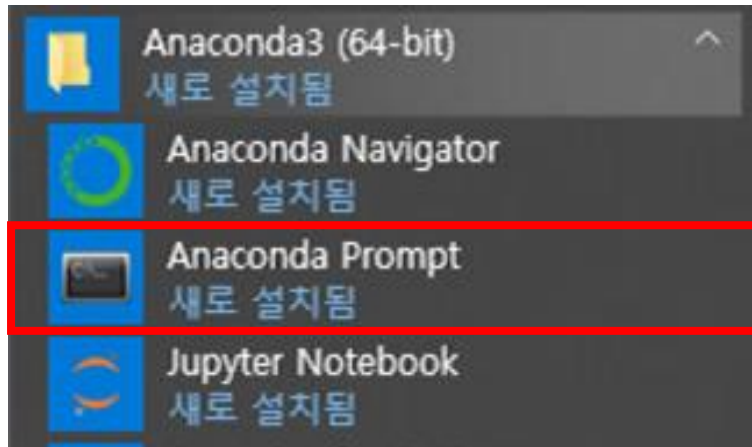 Anaconda3 (64-bit)
새로 설치됨
Anaconda Navigator
새로 설치됨
Anaconda Prompt
새로 설치됨
Jupyter Notebook
새로 설치됨